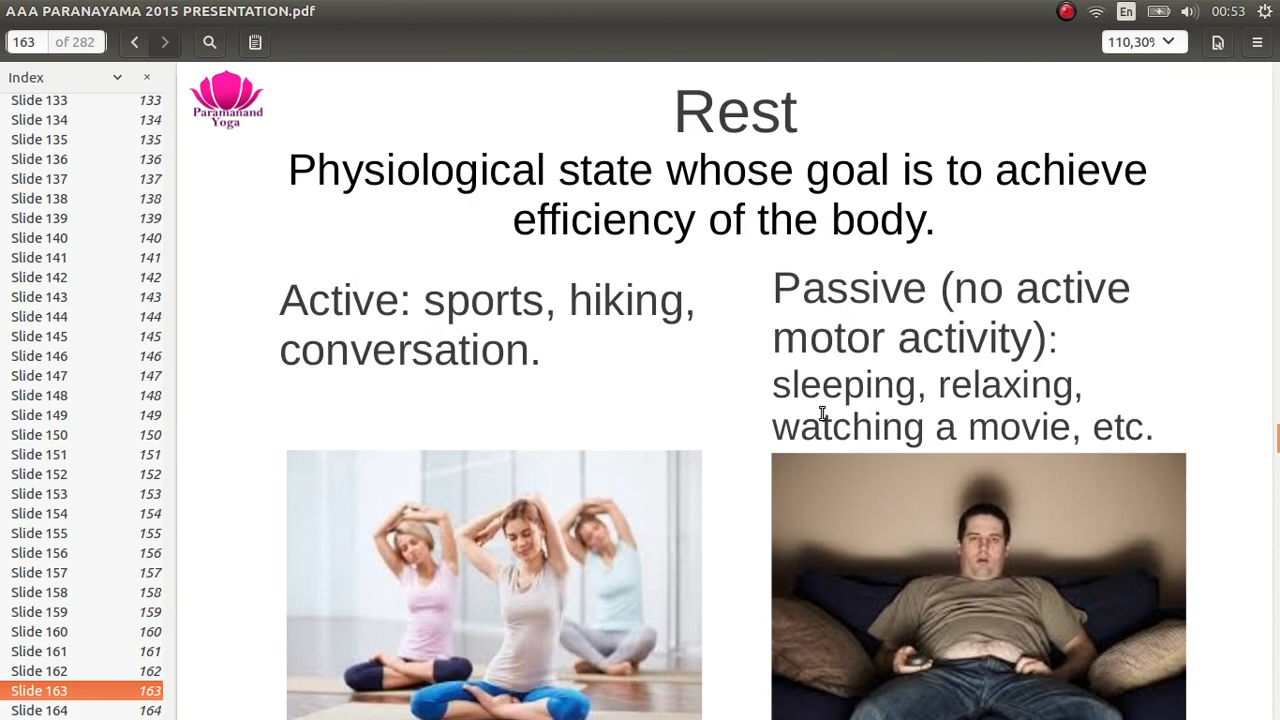 AAA PARANAYAMA 2015 PRESENTATION.pdf
En
00:53
163 of 282
110,30%
Index
Slide 133 133
Slide 134 134
Slide 135 135
Slide 136 136
Slide 137 137
Slide 138 138
Slide 139 139
Slide 140 140
Slide 141 141
Slide 142 142
Slide 143 143
Slide 144 144
Slide 145 145
Slide 146 146
Slide 147 147
Slide 148 148
Slide 149 149
Slide 150 150
Slide 151 151
Slide 152 152
Slide 153 153
Slide 154 154
Slide 155 155
Slide 156 156
Slide 157 157
Slide 158 158
Slide 159 159
Slide 160 160
Slide 161 161
Slide 162 162
Slide 163 163
Slide 164 164
Paramanand
Yoga
Rest
Physiological state whose goal is to achieve
efficiency of the body.
Active: sports, hiking,
conversation.
Passive (no active
motor activity):
sleeping, relaxing,
watching a movie, etc.